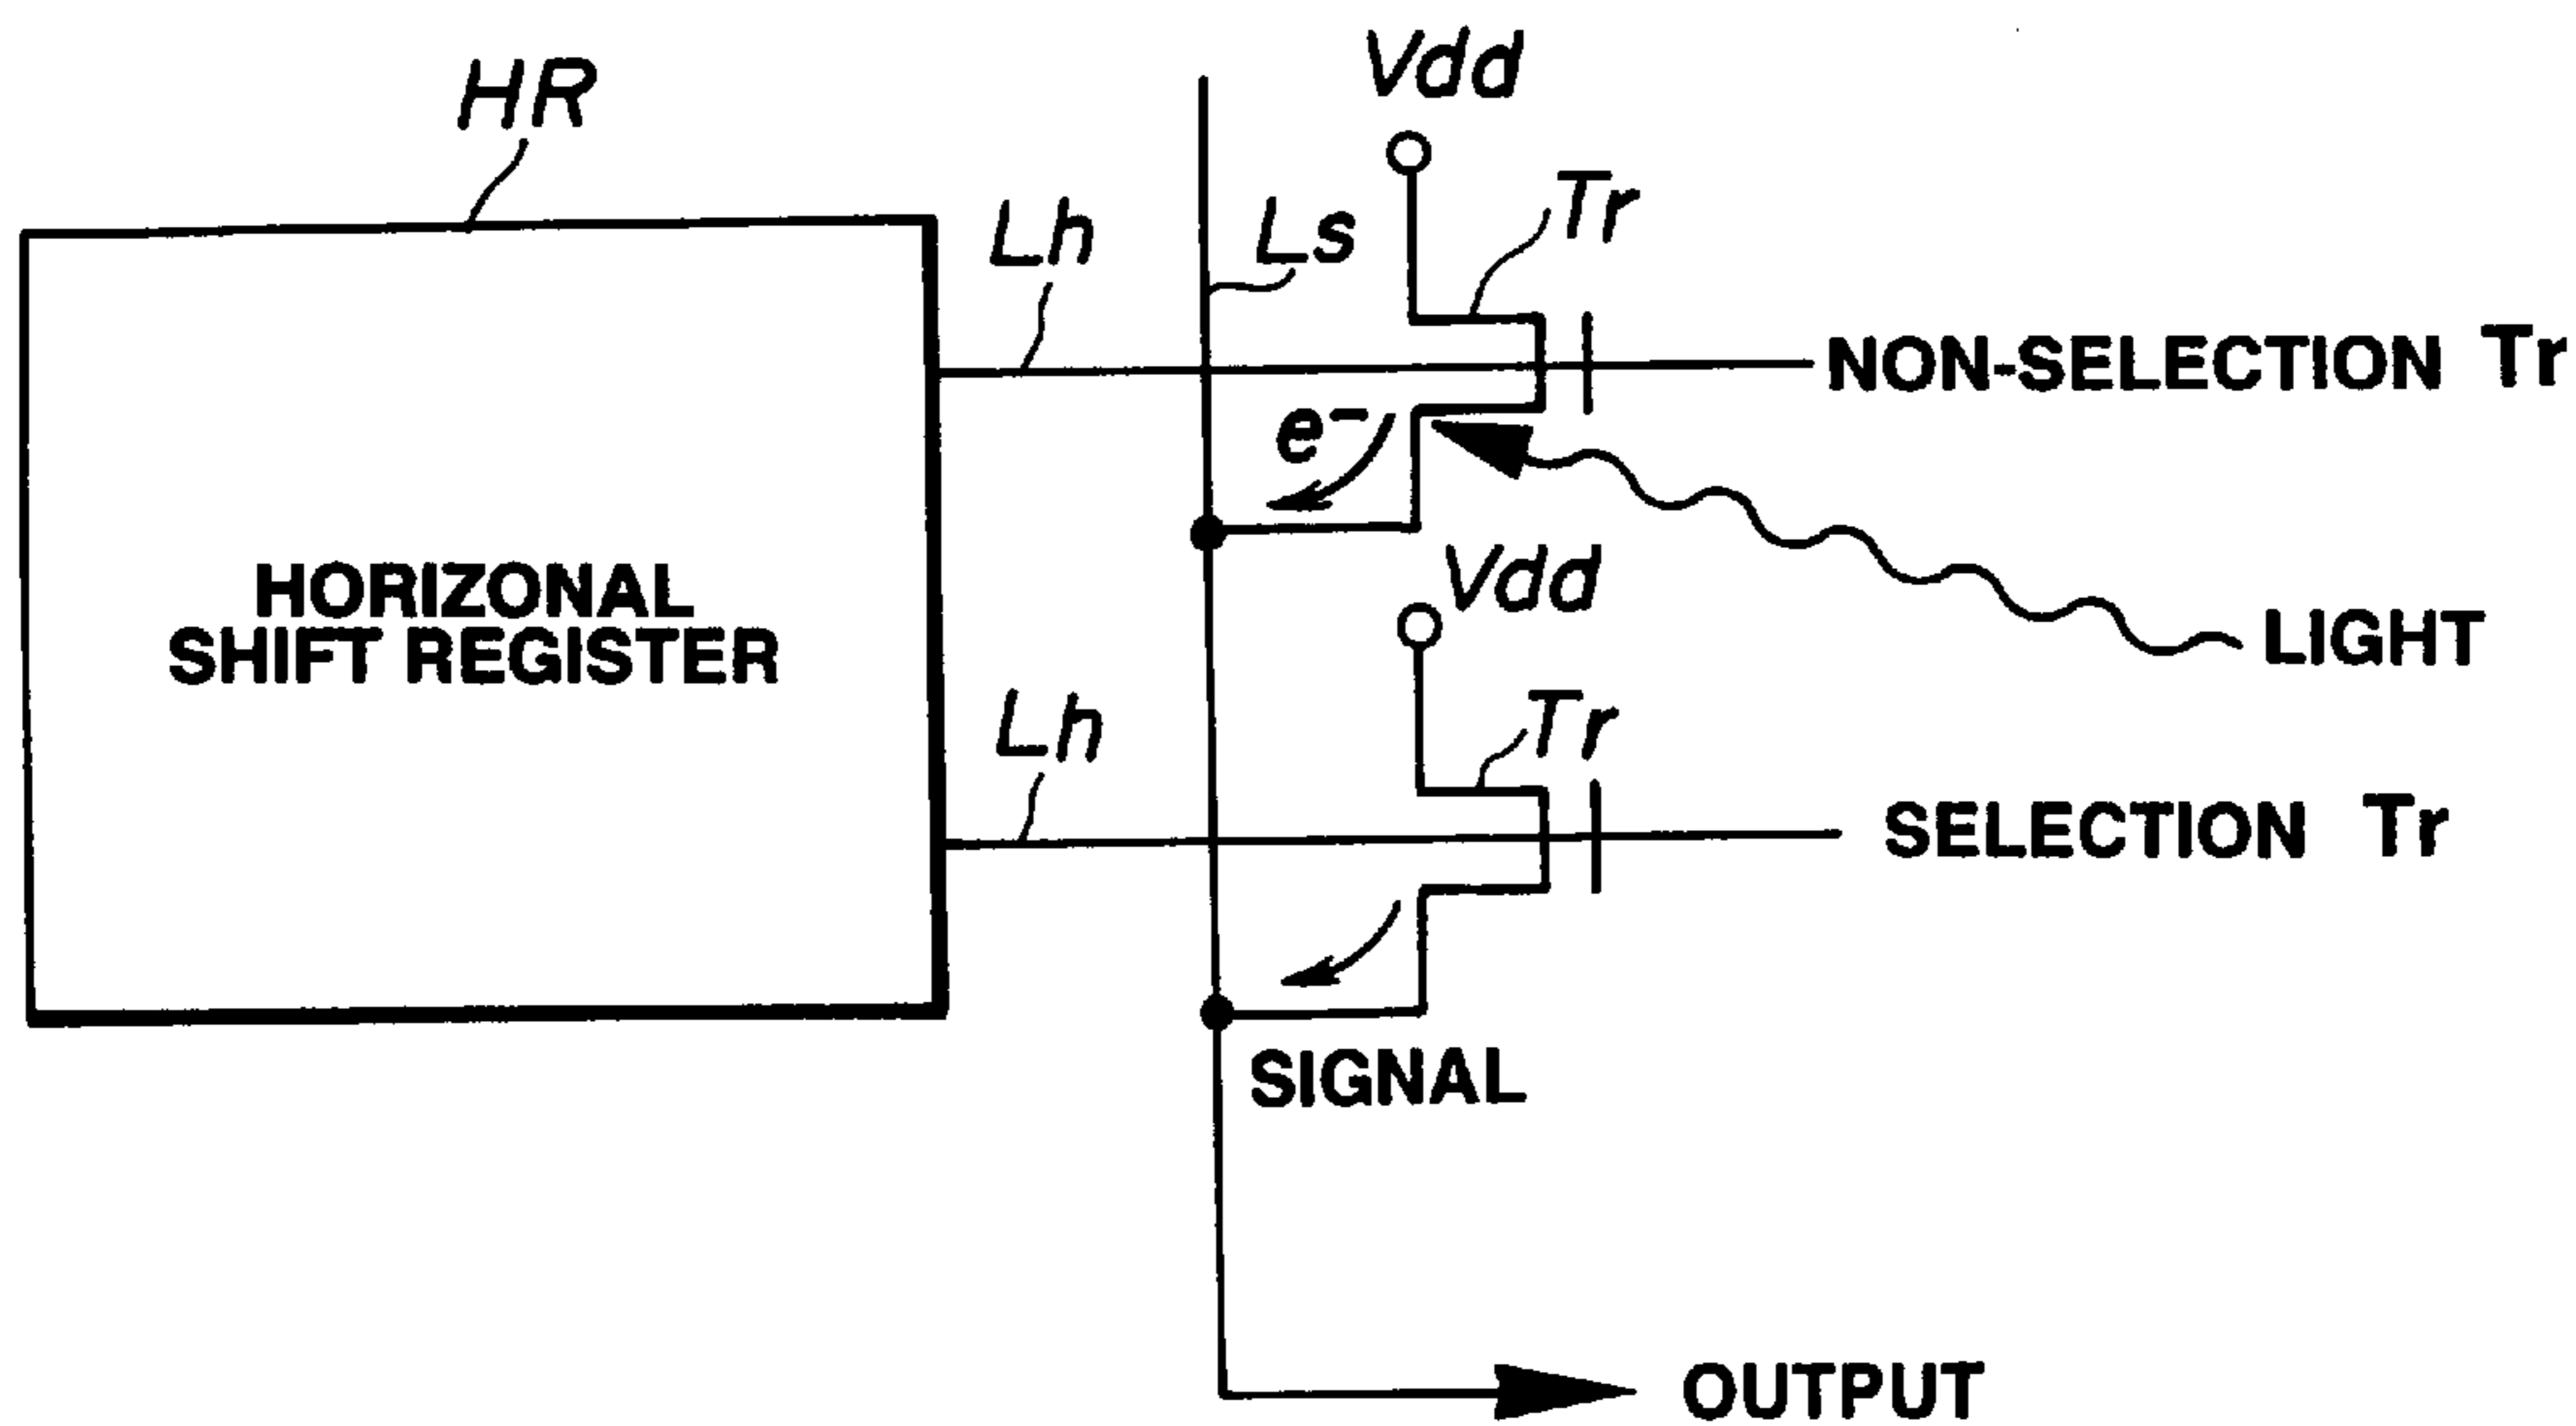 HR
Vdd
Lh
Ls
Tr
NON-SELECTION Tr
e−
HORIZONAL
SHIFT REGISTER
Vdd
LIGHT
Lh
Tr
SELECTION Tr
SIGNAL
OUTPUT